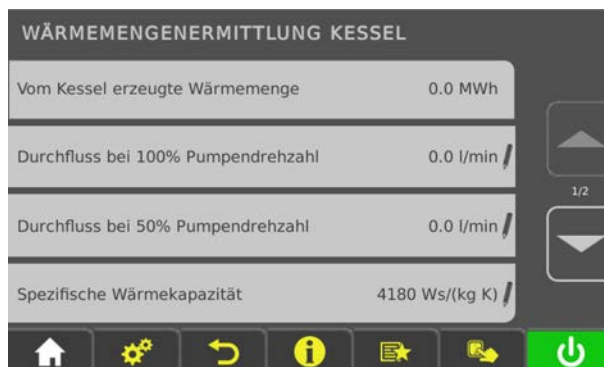 WÄRMEMENGENERMITTLUNG KESSEL
Vom Kessel erzeugte Wärmemenge 0.0 MWh
Durchfluss bei 100% Pumpendrehzahl 0.0 l/min
1/2
Durchfluss bei 50% Pumpendrehzahl 0.0 l/min
Spezifische Wärmekapazität 4180 Ws/(kg K)